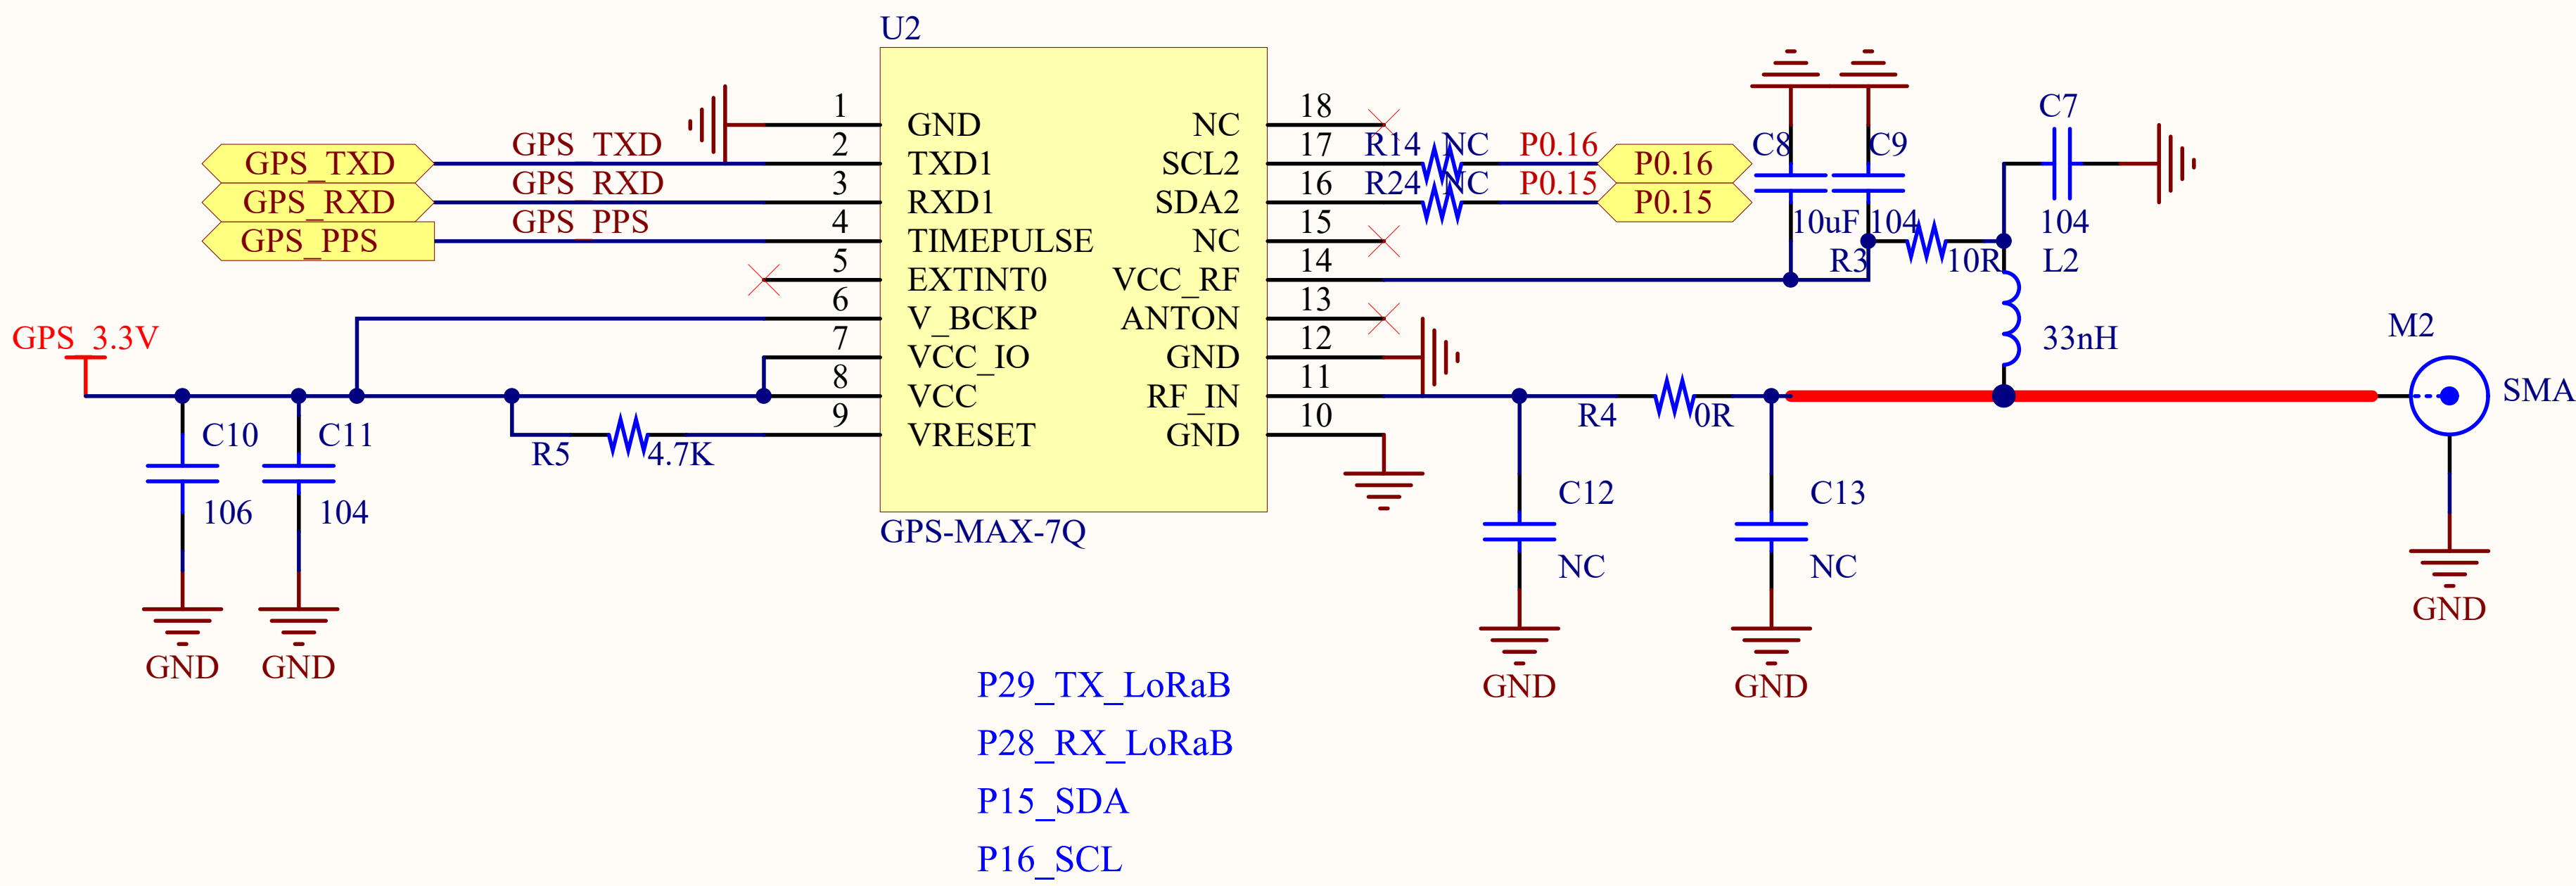 U2
1 GND
2 TXD1
3 RXD1
4 TIMEPULSE
5 EXTINT0
6 V_BCKP
7 VCC_IO
8 VCC
9 VRESET
NC 18
SCL2 17
SDA2 16
NC 15
VCC_RF 14
ANTON 13
GND 12
RF_IN 11
GND 10
GPS-MAX-7Q
GPS_TXD GPS_TXD
GPS_RXD GPS_RXD
GPS_PPS GPS_PPS
GPS_3.3V
C10
106
GND
C11
104
GND
R5 4.7K
R14 NC P0.16 P0.16
R24 NC P0.15 P0.15
C8
10uF
C9
104
R3 10R
C7
104
L2
33nH
R4 0R
C12
NC
GND
C13
NC
GND
M2
SMA
GND
P29_TX_LoRaB
P28_RX_LoRaB
P15_SDA
P16_SCL